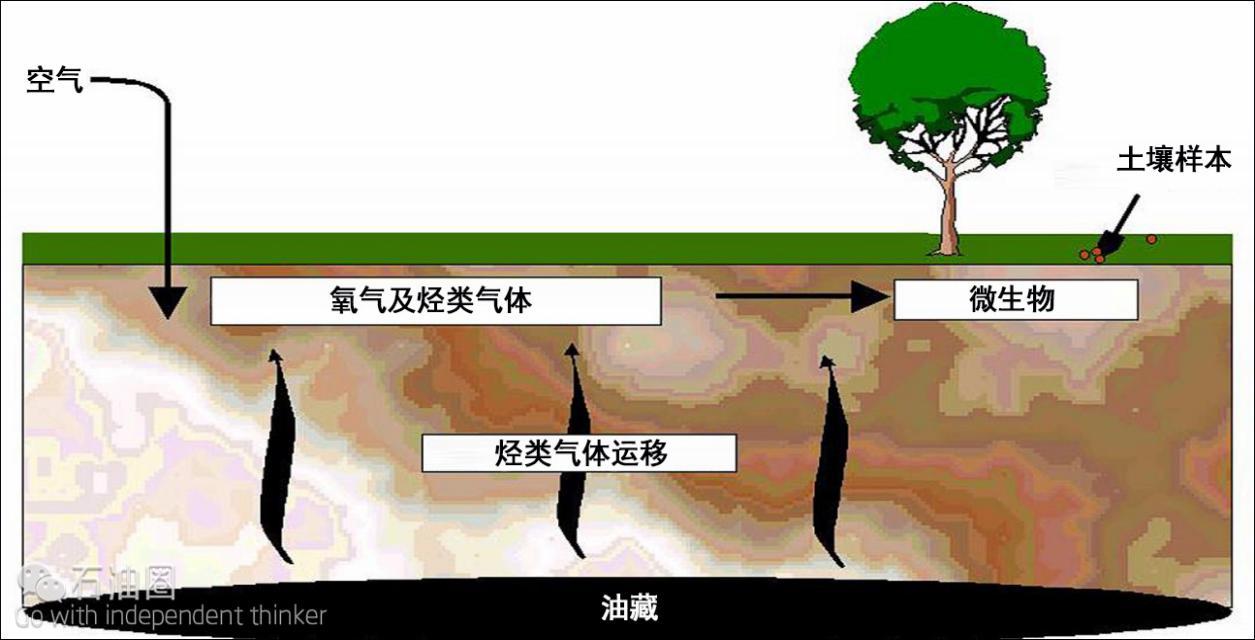 空气
土壤样本
氧气及烃类气体
微生物
烃类气体运移
石油圈
Go with independent thinker
油藏